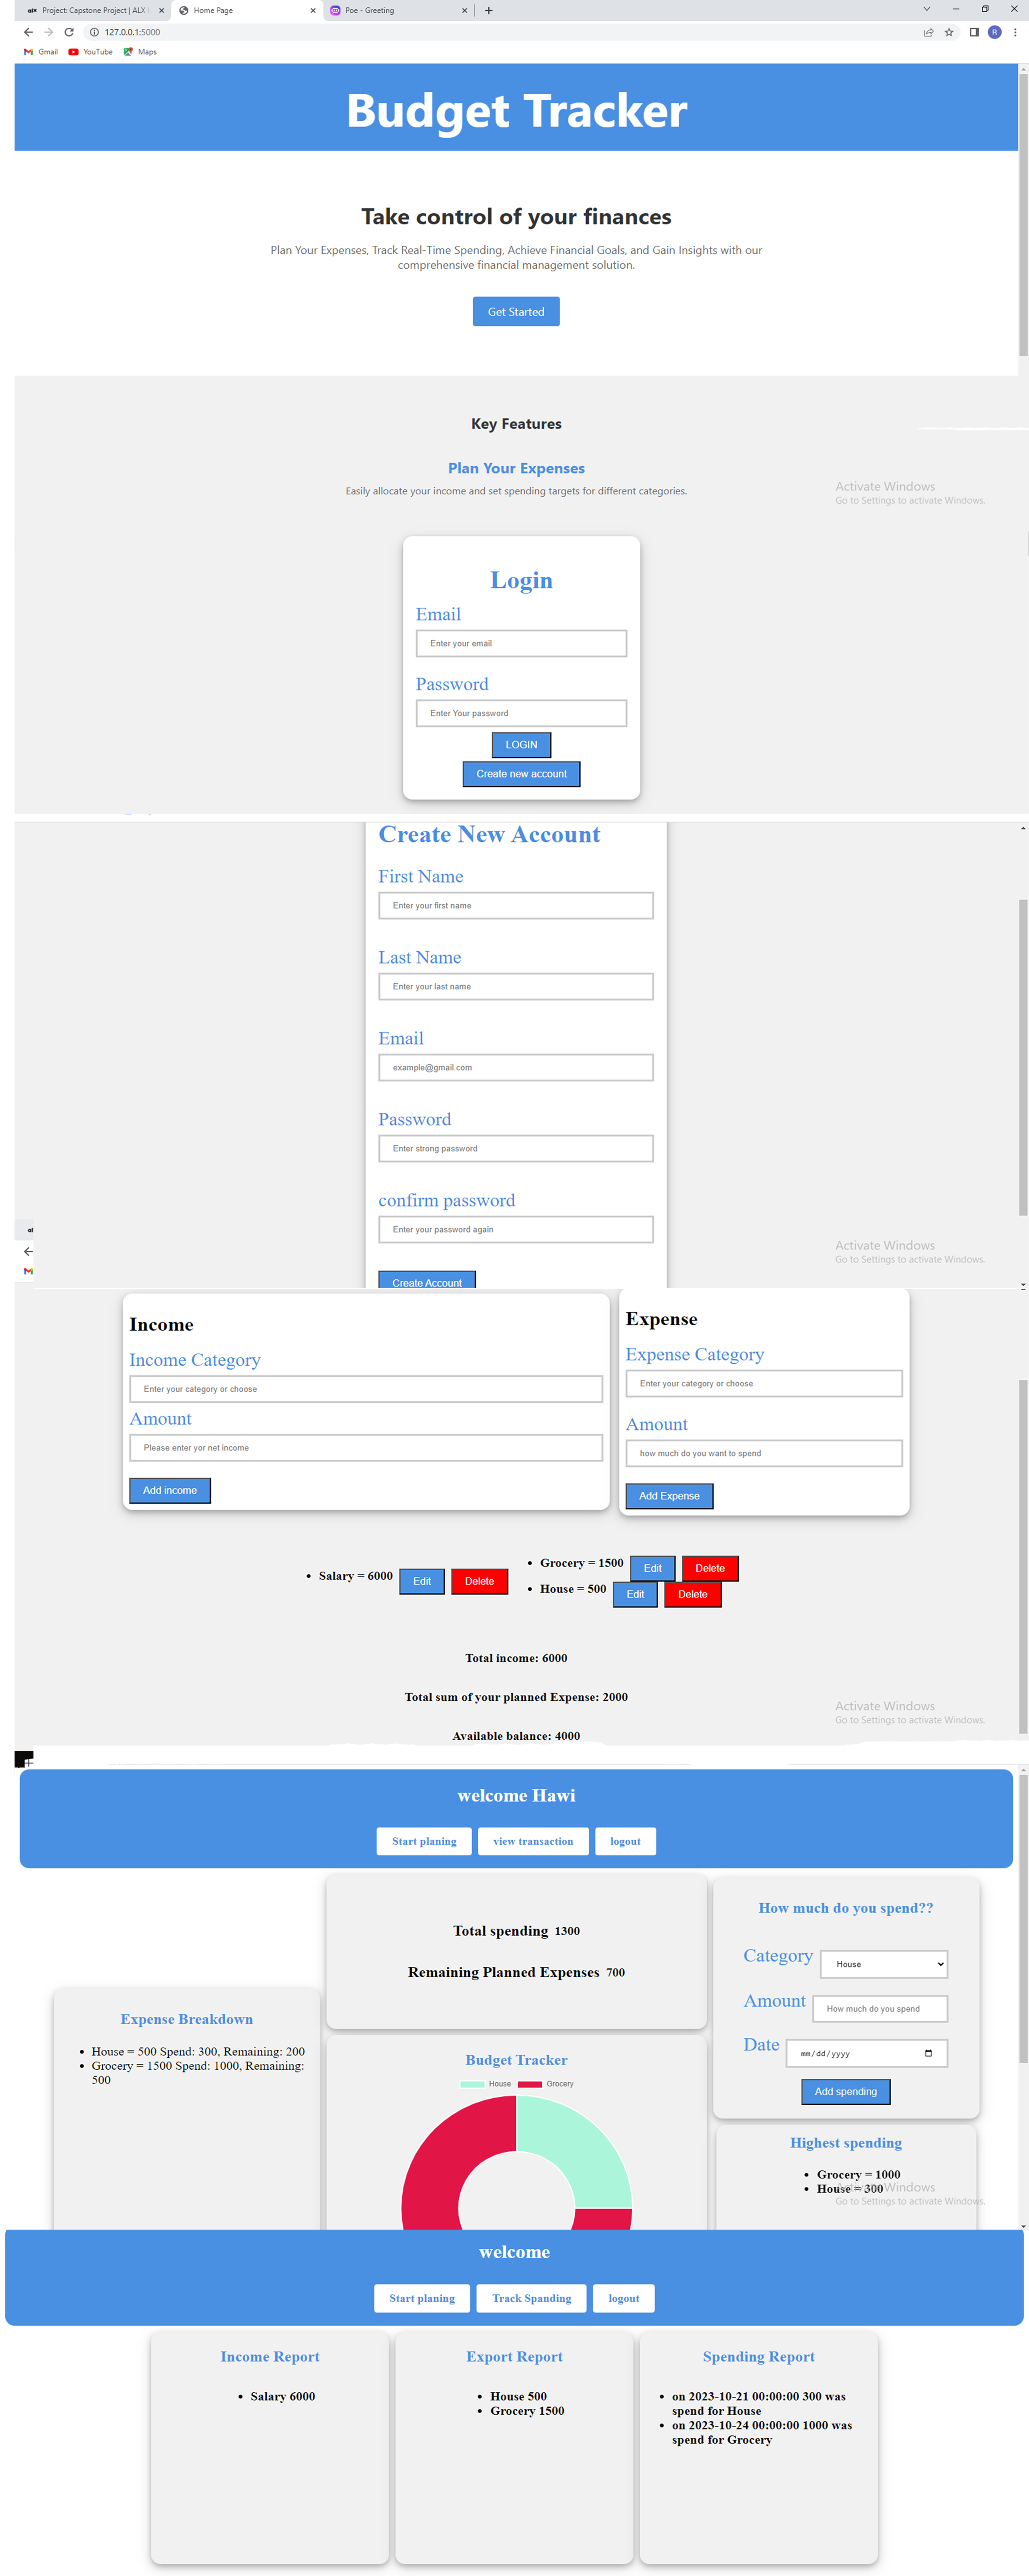 Project: Capstone Project | ALX
Home Page
Poe - Greeting
127.0.0.1:5000
R
Gmail
YouTube
Maps
Budget Tracker
Take control of your finances
Plan Your Expenses, Track Real-Time Spending, Achieve Financial Goals, and Gain Insights with our
comprehensive financial management solution.
Get Started
Key Features
Plan Your Expenses
Easily allocate your income and set spending targets for different categories.
Activate Windows
Go to Settings to activate Windows.
Login
Email
Enter your email
Password
Enter Your password
LOGIN
Create new account
Create New Account
First Name
Enter your first name
Last Name
Enter your last name
Email
example@gmail.com
Password
Enter strong password
confirm password
Enter your password again
Create Account
Activate Windows
Go to Settings to activate Windows.
Income
Income Category
Enter your category or choose
Amount
Please enter yor net income
Add income
Expense
Expense Category
Enter your category or choose
Amount
how much do you want to spend
Add Expense
Salary = 6000 Edit Delete
Grocery = 1500 Edit Delete
House = 500 Edit Delete
Total income: 6000
Total sum of your planned Expense: 2000
Available balance: 4000
Activate Windows
Go to Settings to activate Windows.
welcome Hawi
Start planing view transaction logout
Expense Breakdown
House = 500 Spend: 300, Remaining: 200
Grocery = 1500 Spend: 1000, Remaining:
500
Total spending 1300
Remaining Planned Expenses 700
Budget Tracker
House Grocery
How much do you spend??
Category House
Amount How much do you spend
Date mm/dd/yyyy
Add spending
Highest spending
Grocery = 1000
House = 300
Activate Windows
Go to Settings to activate Windows.
welcome
Start planing Track Spanding logout
Income Report
Salary 6000
Export Report
House 500
Grocery 1500
Spending Report
on 2023-10-21 00:00:00 300 was
spend for House
on 2023-10-24 00:00:00 1000 was
spend for Grocery